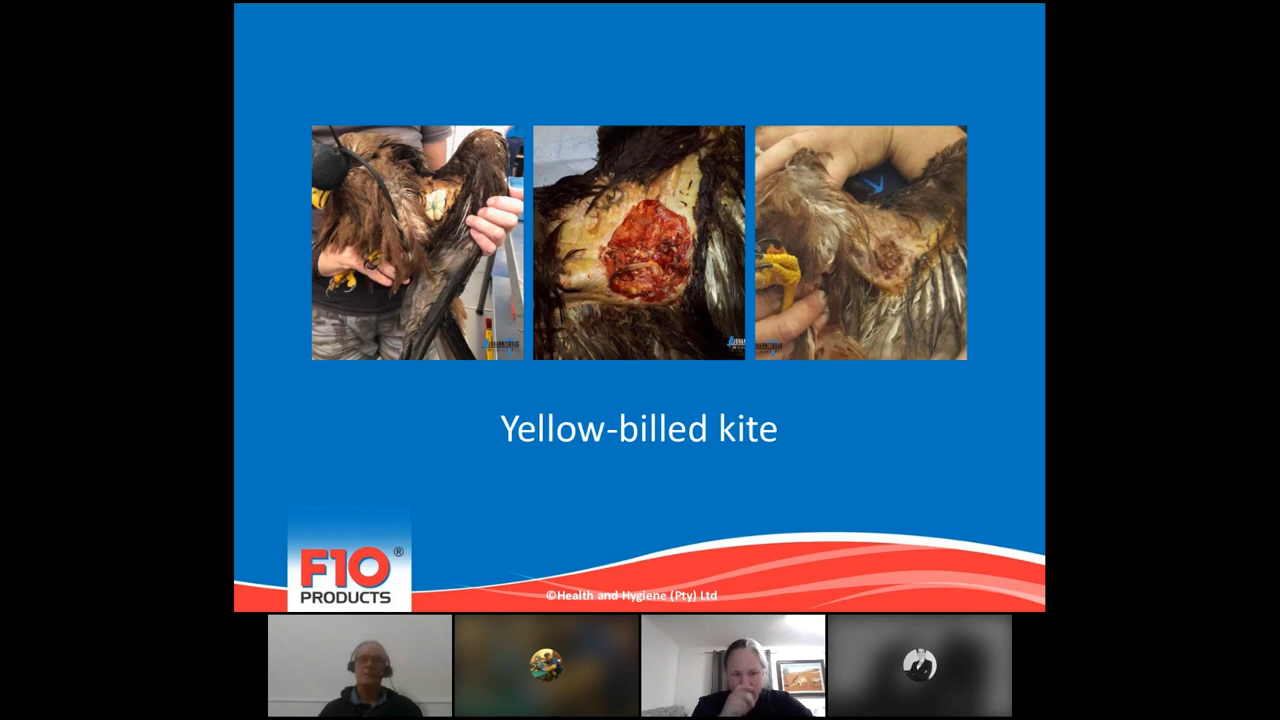 Yellow-billed kite
F10
®
PRODUCTS
©Health and Hygiene (Pty) Ltd